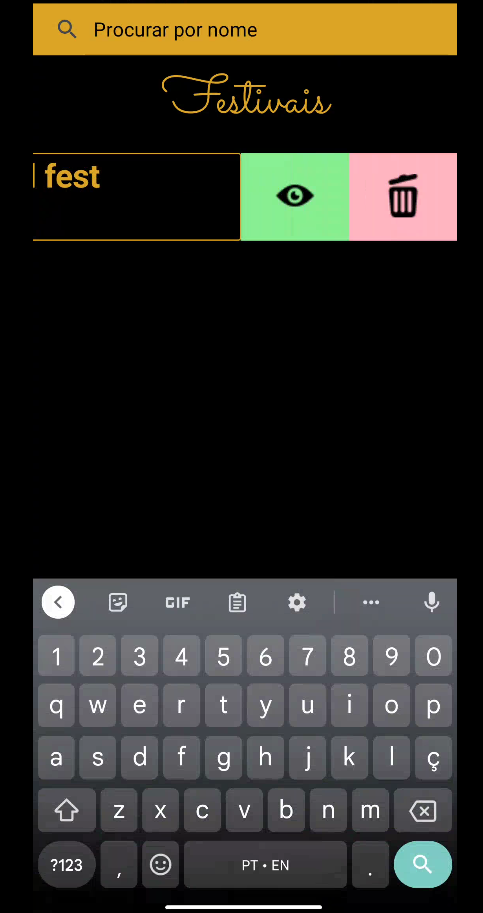 Procurar por nome
Festivais
fest
GIF
1 2 3 4 5 6 7 8 9 0
q w e r t y u i o p
a s d f g h j k l ç
z x c v b n m
?123 , PT • EN .